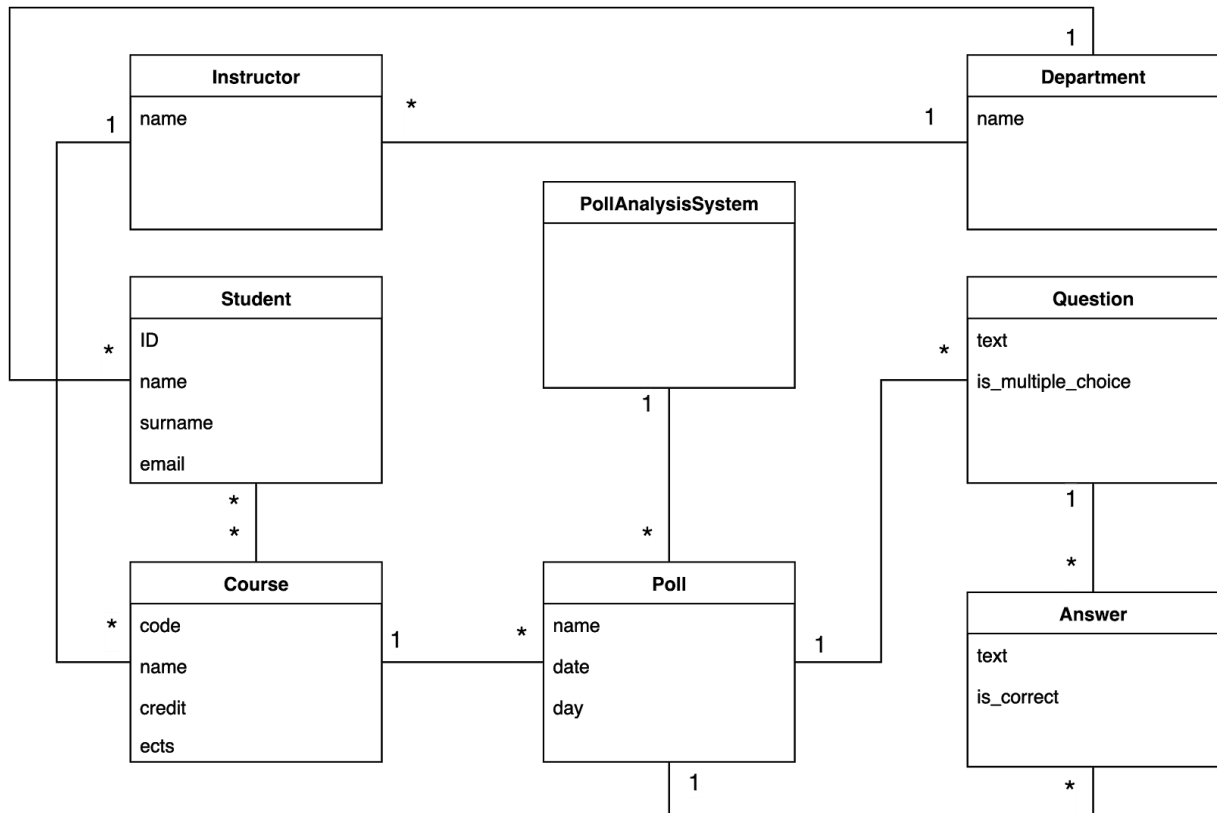 1
Instructor
name
*
1
1
Department
name
PollAnalysisSystem
1
*
Student
ID
name
surname
email
*
*
*
Question
text
is_multiple_choice
*
1
*
Course
code
name
credit
ects
*
1
*
Poll
name
date
day
1
1
Answer
text
is_correct
*